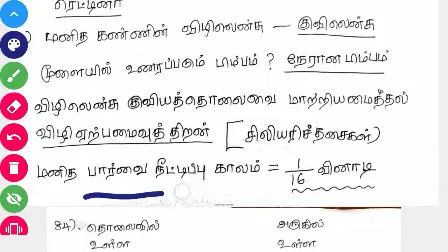 ரெட்டினா
) மனித கண்ணின் விழிலென்சு – குவிலென்சு
மூளையில் உணரப்படும் பிம்பம் ? நேரான பிம்பம்
விழிலென்சு குவியத்தொலைவை மாற்றியமைத்தல்
விழி ஏற்பமைவுத் திறன் [சிலியரித்தசைகள்)
மனித பார்வை நீட்டிப்பு காலம் = 1/16 வினாடி
34). தொலைவில் அருகில்
உள்ள உள்ள